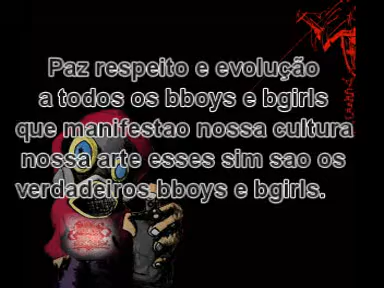 Paz respeito e evolução
a todos os bboys e bgirls
que manifestao nossa cultura
nossa arte esses sim sao os
verdadeiros bboys e bgirls.